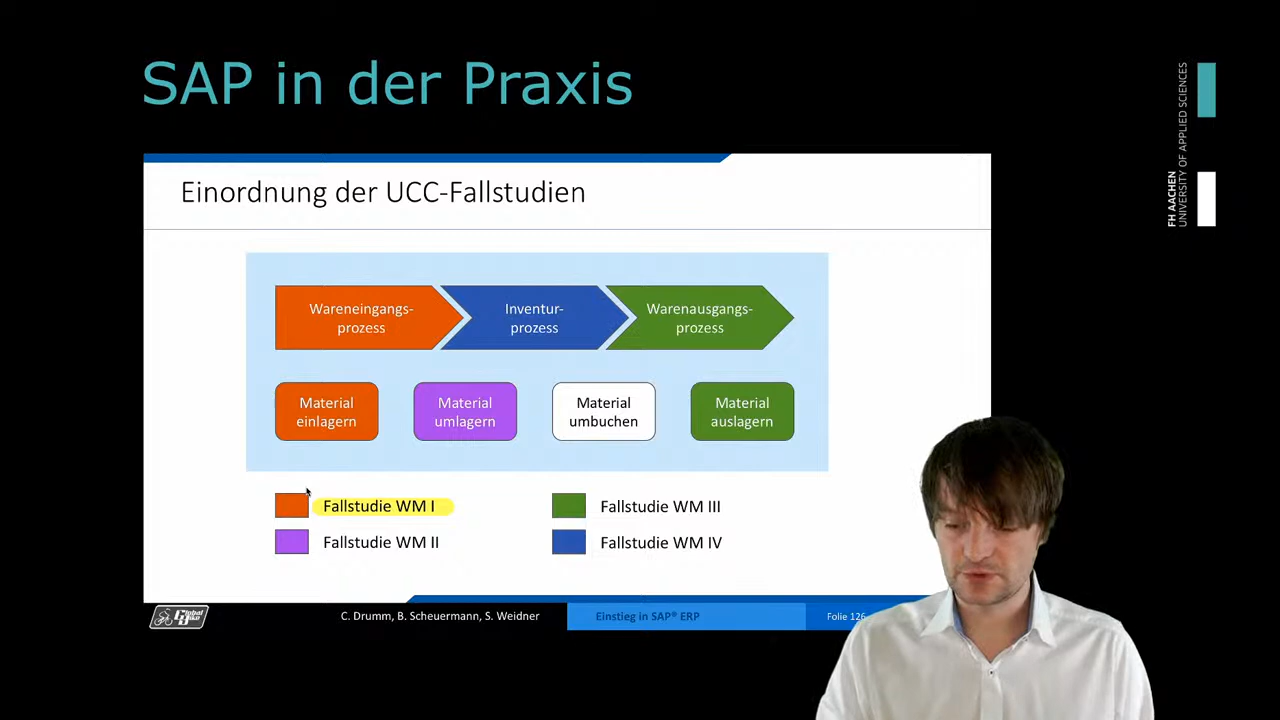 SAP in der Praxis
FH AACHEN
UNIVERSITY OF APPLIED SCIENCES
Einordnung der UCC-Fallstudien
Wareneingangs-
prozess
Inventur-
prozess
Warenausgangs-
prozess
Material
einlagern
Material
umlagern
Material
umbuchen
Material
auslagern
Fallstudie WM I
Fallstudie WM III
Fallstudie WM II
Fallstudie WM IV
Global
Bike
C. Drumm, B. Scheuermann, S. Weidner
Einstieg in SAP® ERP
Folie 126